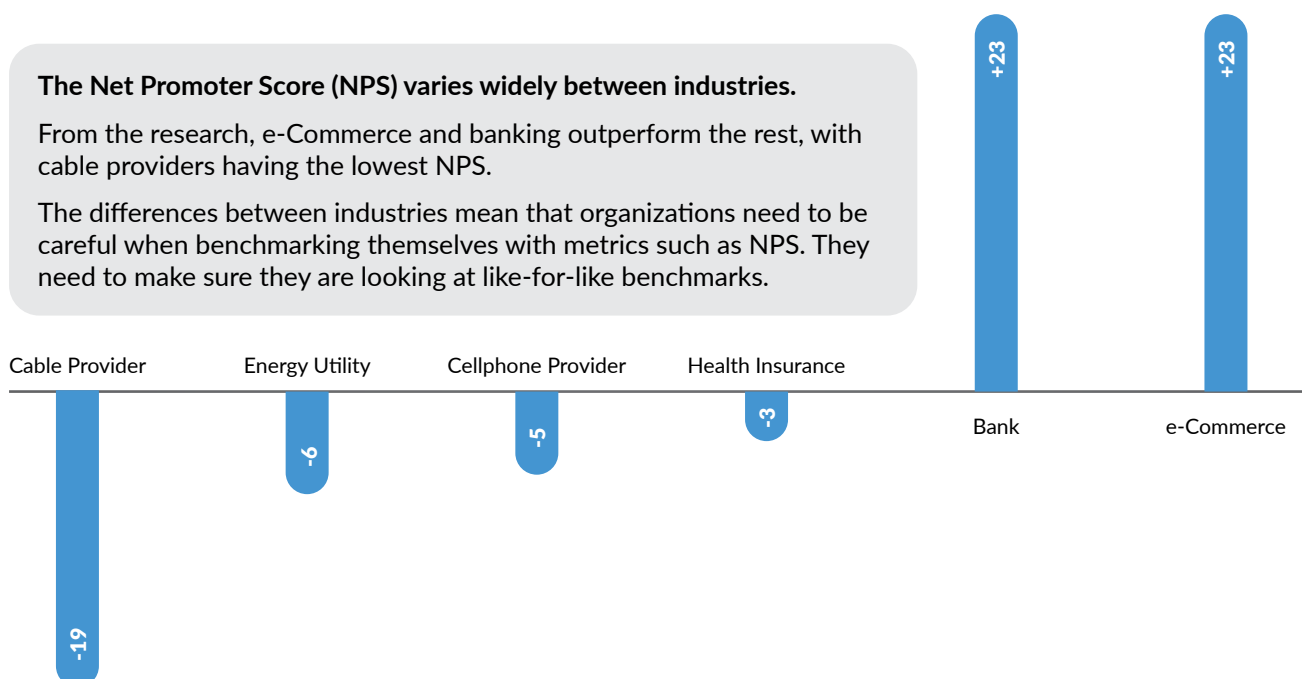 The Net Promoter Score (NPS) varies widely between industries.
From the research, e-Commerce and banking outperform the rest, with
cable providers having the lowest NPS.
The differences between industries mean that organizations need to be
careful when benchmarking themselves with metrics such as NPS. They
need to make sure they are looking at like-for-like benchmarks.
+23
+23
Cable Provider
Energy Utility
Cellphone Provider
Health Insurance
Bank
e-Commerce
-19
-6
-5
-3